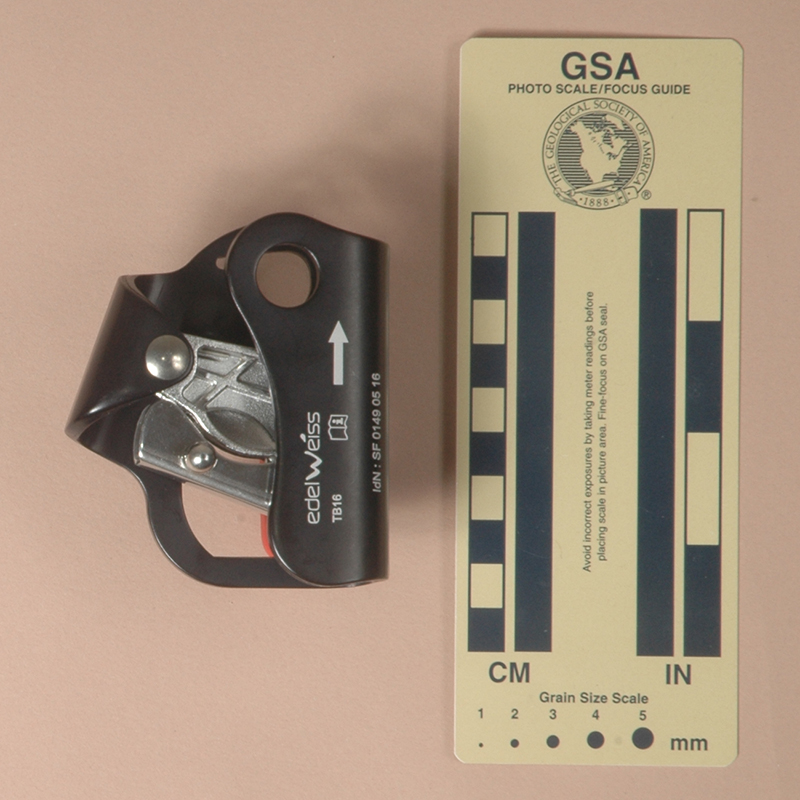 edelweiss
TB16
IdN : SF 0149 05 16
GSA
PHOTO SCALE/FOCUS GUIDE
THE GEOLOGICAL SOCIETY OF AMERICA
·1888·
®
Avoid incorrect exposures by taking meter readings before
placing scale in picture area. Fine-focus on GSA seal.
CM
IN
Grain Size Scale
1 2 3 4 5
mm